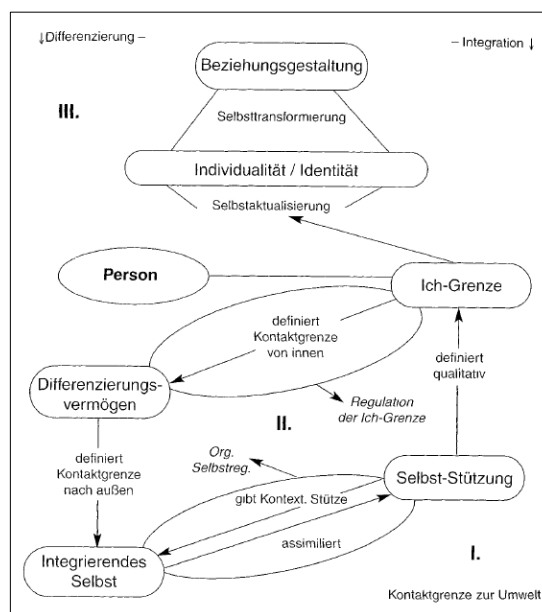 ↓Differenzierung –
– Integration ↓
Beziehungsgestaltung
III.
Selbsttransformierung
Individualität / Identität
Selbstaktualisierung
Person
Ich-Grenze
definiert
Kontaktgrenze
von innen
definiert
qualitativ
Differenzierungs-
vermögen
Regulation
der Ich-Grenze
II.
definiert
Kontaktgrenze
nach außen
Org.
Selbstreg.
Selbst-Stützung
gibt Kontext. Stütze
assimiliert
Integrierendes
Selbst
I.
Kontaktgrenze zur Umwelt